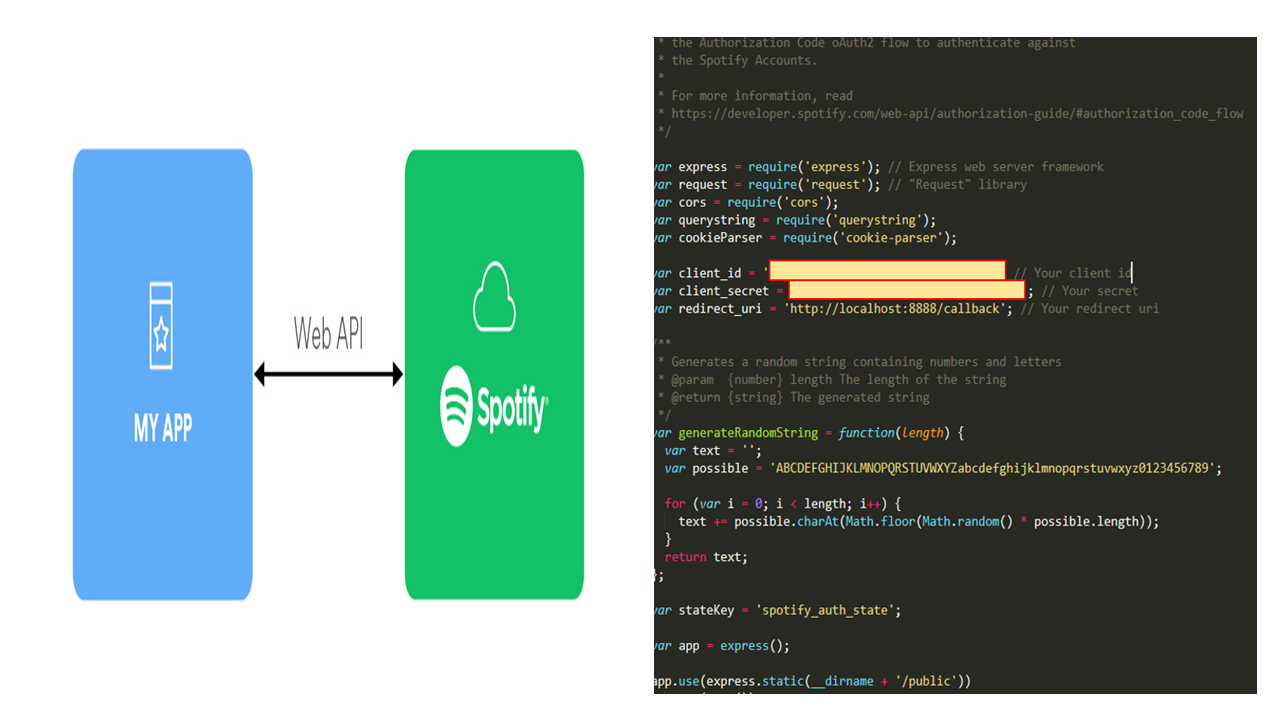 MY APP
Web API
Spotify®
* the Authorization Code oAuth2 flow to authenticate against
* the Spotify Accounts.
*
* For more information, read
* https://developer.spotify.com/web-api/authorization-guide/#authorization_code_flow
*/
var express = require('express'); // Express web server framework
var request = require('request'); // "Request" library
var cors = require('cors');
var querystring = require('querystring');
var cookieParser = require('cookie-parser');
var client_id = ' // Your client id
var client_secret = ; // Your secret
var redirect_uri = 'http://localhost:8888/callback'; // Your redirect uri
/**
* Generates a random string containing numbers and letters
* @param {number} length The length of the string
* @return {string} The generated string
*/
var generateRandomString = function(length) {
var text = '';
var possible = 'ABCDEFGHIJKLMNOPQRSTUVWXYZabcdefghijklmnopqrstuvwxyz0123456789';
for (var i = 0; i < length; i++) {
text += possible.charAt(Math.floor(Math.random() * possible.length));
}
return text;
};
var stateKey = 'spotify_auth_state';
var app = express();
app.use(express.static(__dirname + '/public'))